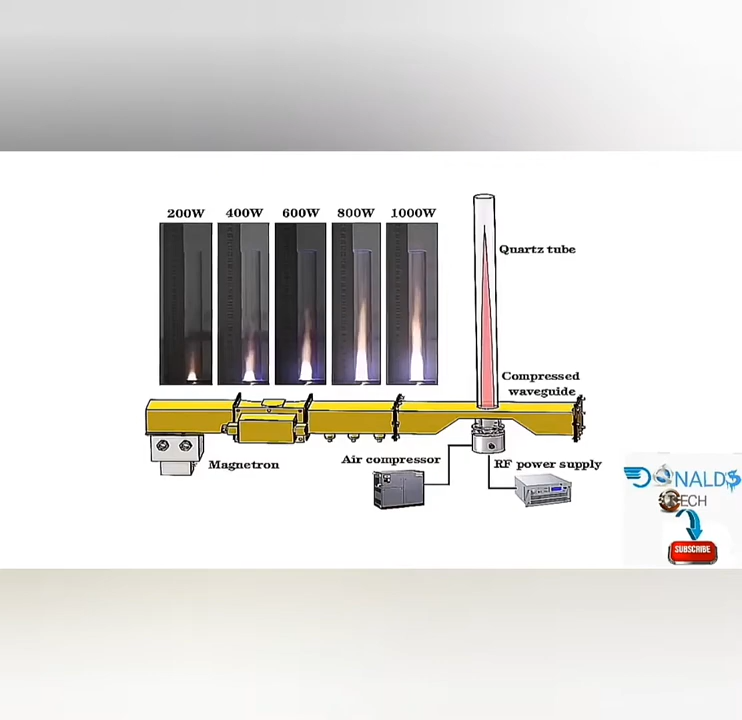 200W 400W 600W 800W 1000W
Quartz tube
Compressed
waveguide
Magnetron
Air compressor
RF power supply
DONALDS
TECH
SUBSCRIBE